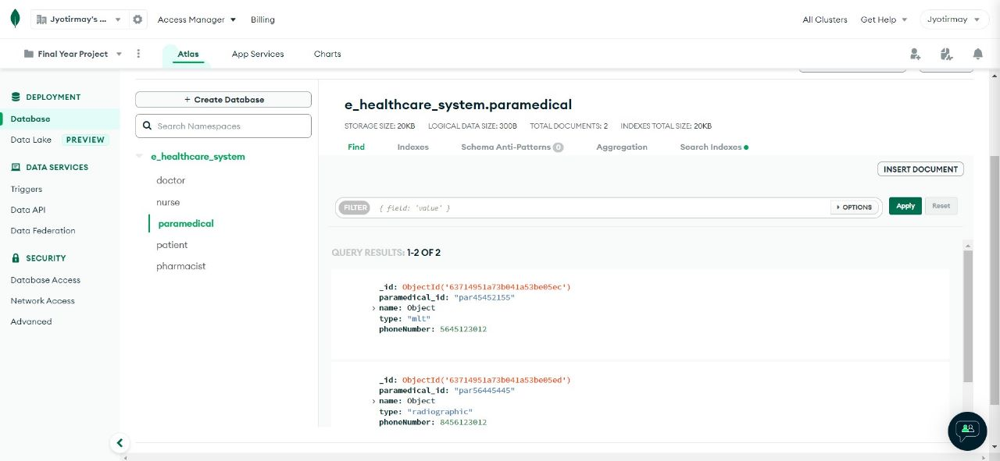 Jyotirmay's ...
Access Manager
Billing
All Clusters
Get Help
Jyotirmay
Final Year Project
Atlas
App Services
Charts
DEPLOYMENT
Database
Data Lake PREVIEW
DATA SERVICES
Triggers
Data API
Data Federation
SECURITY
Database Access
Network Access
Advanced
+ Create Database
Search Namespaces
e_healthcare_system
doctor
nurse
paramedical
patient
pharmacist
e_healthcare_system.paramedical
STORAGE SIZE: 20KB LOGICAL DATA SIZE: 300B TOTAL DOCUMENTS: 2 INDEXES TOTAL SIZE: 20KB
Find Indexes Schema Anti-Patterns 0 Aggregation Search Indexes
INSERT DOCUMENT
FILTER { field: 'value' } OPTIONS Apply Reset
QUERY RESULTS: 1-2 OF 2
_id: ObjectId('63714951a73b041a53be05ec')
paramedical_id: "par45452155"
name: Object
type: "mlt"
phoneNumber: 5645123012
_id: ObjectId('63714951a73b041a53be05ed')
paramedical_id: "par56445445"
name: Object
type: "radiographic"
phoneNumber: 8456123012